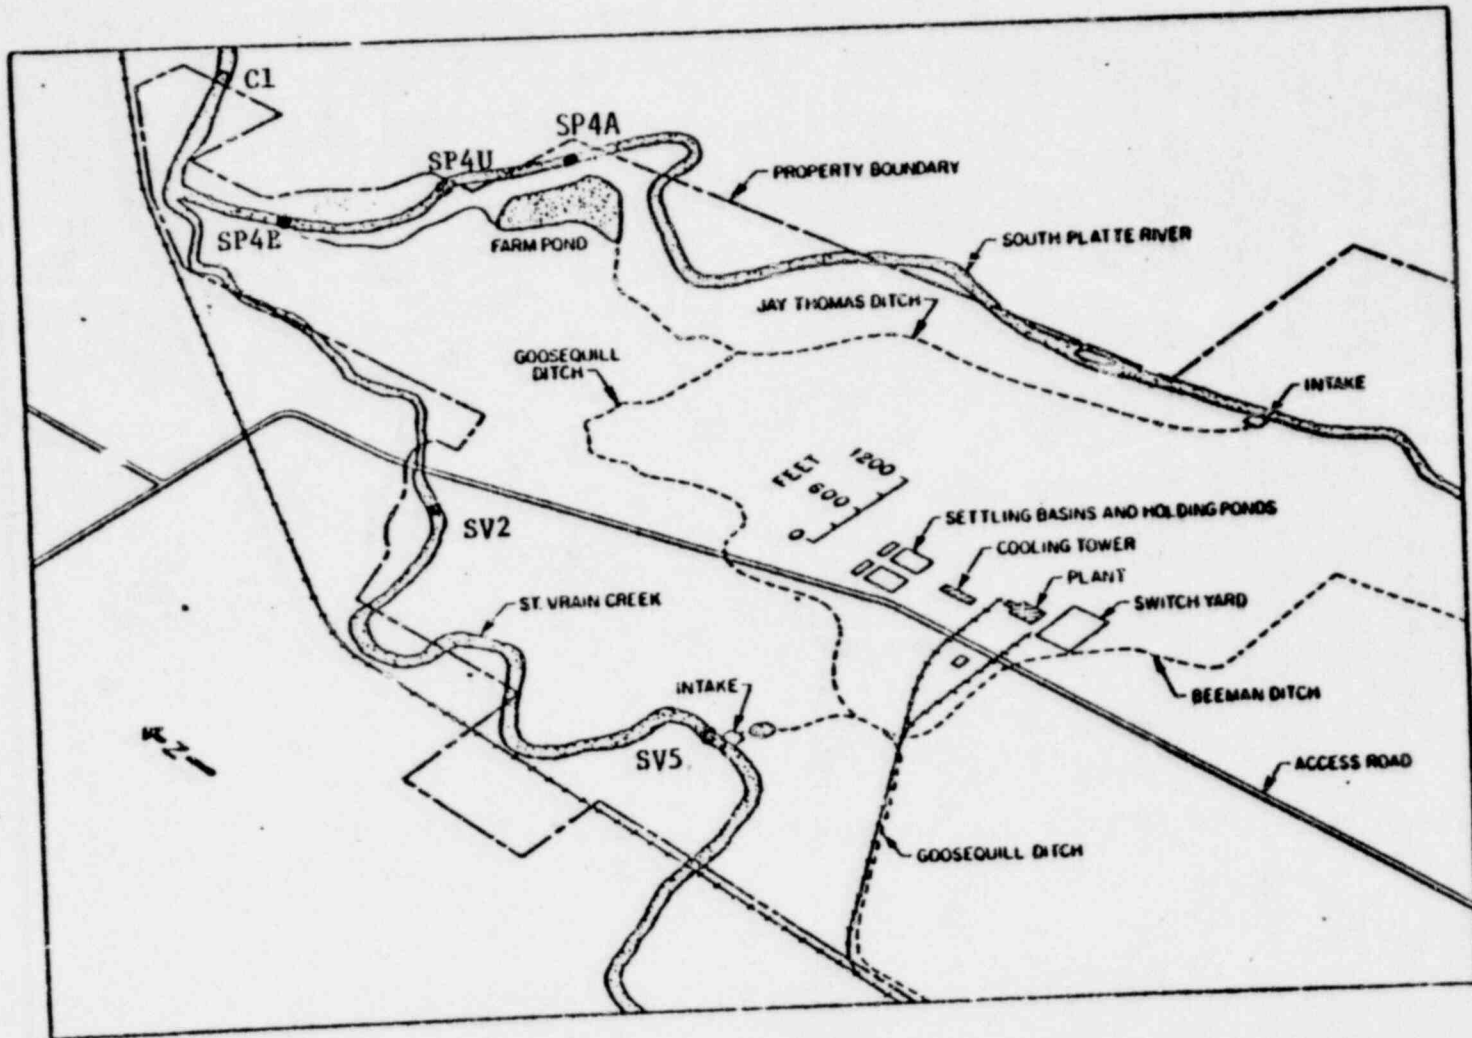 C1
SP4A
SP4U
PROPERTY BOUNDARY
SP4E
FARM POND
SOUTH PLATTE RIVER
JAY THOMAS DITCH
GOOSEQUILL
DITCH
INTAKE
FEET
0 600 1200
SETTLING BASINS AND HOLDING PONDS
SV2
COOLING TOWER
PLANT
ST. VRAIN CREEK
SWITCH YARD
INTAKE
BEEMAN DITCH
SV5
ACCESS ROAD
GOOSEQUILL DITCH